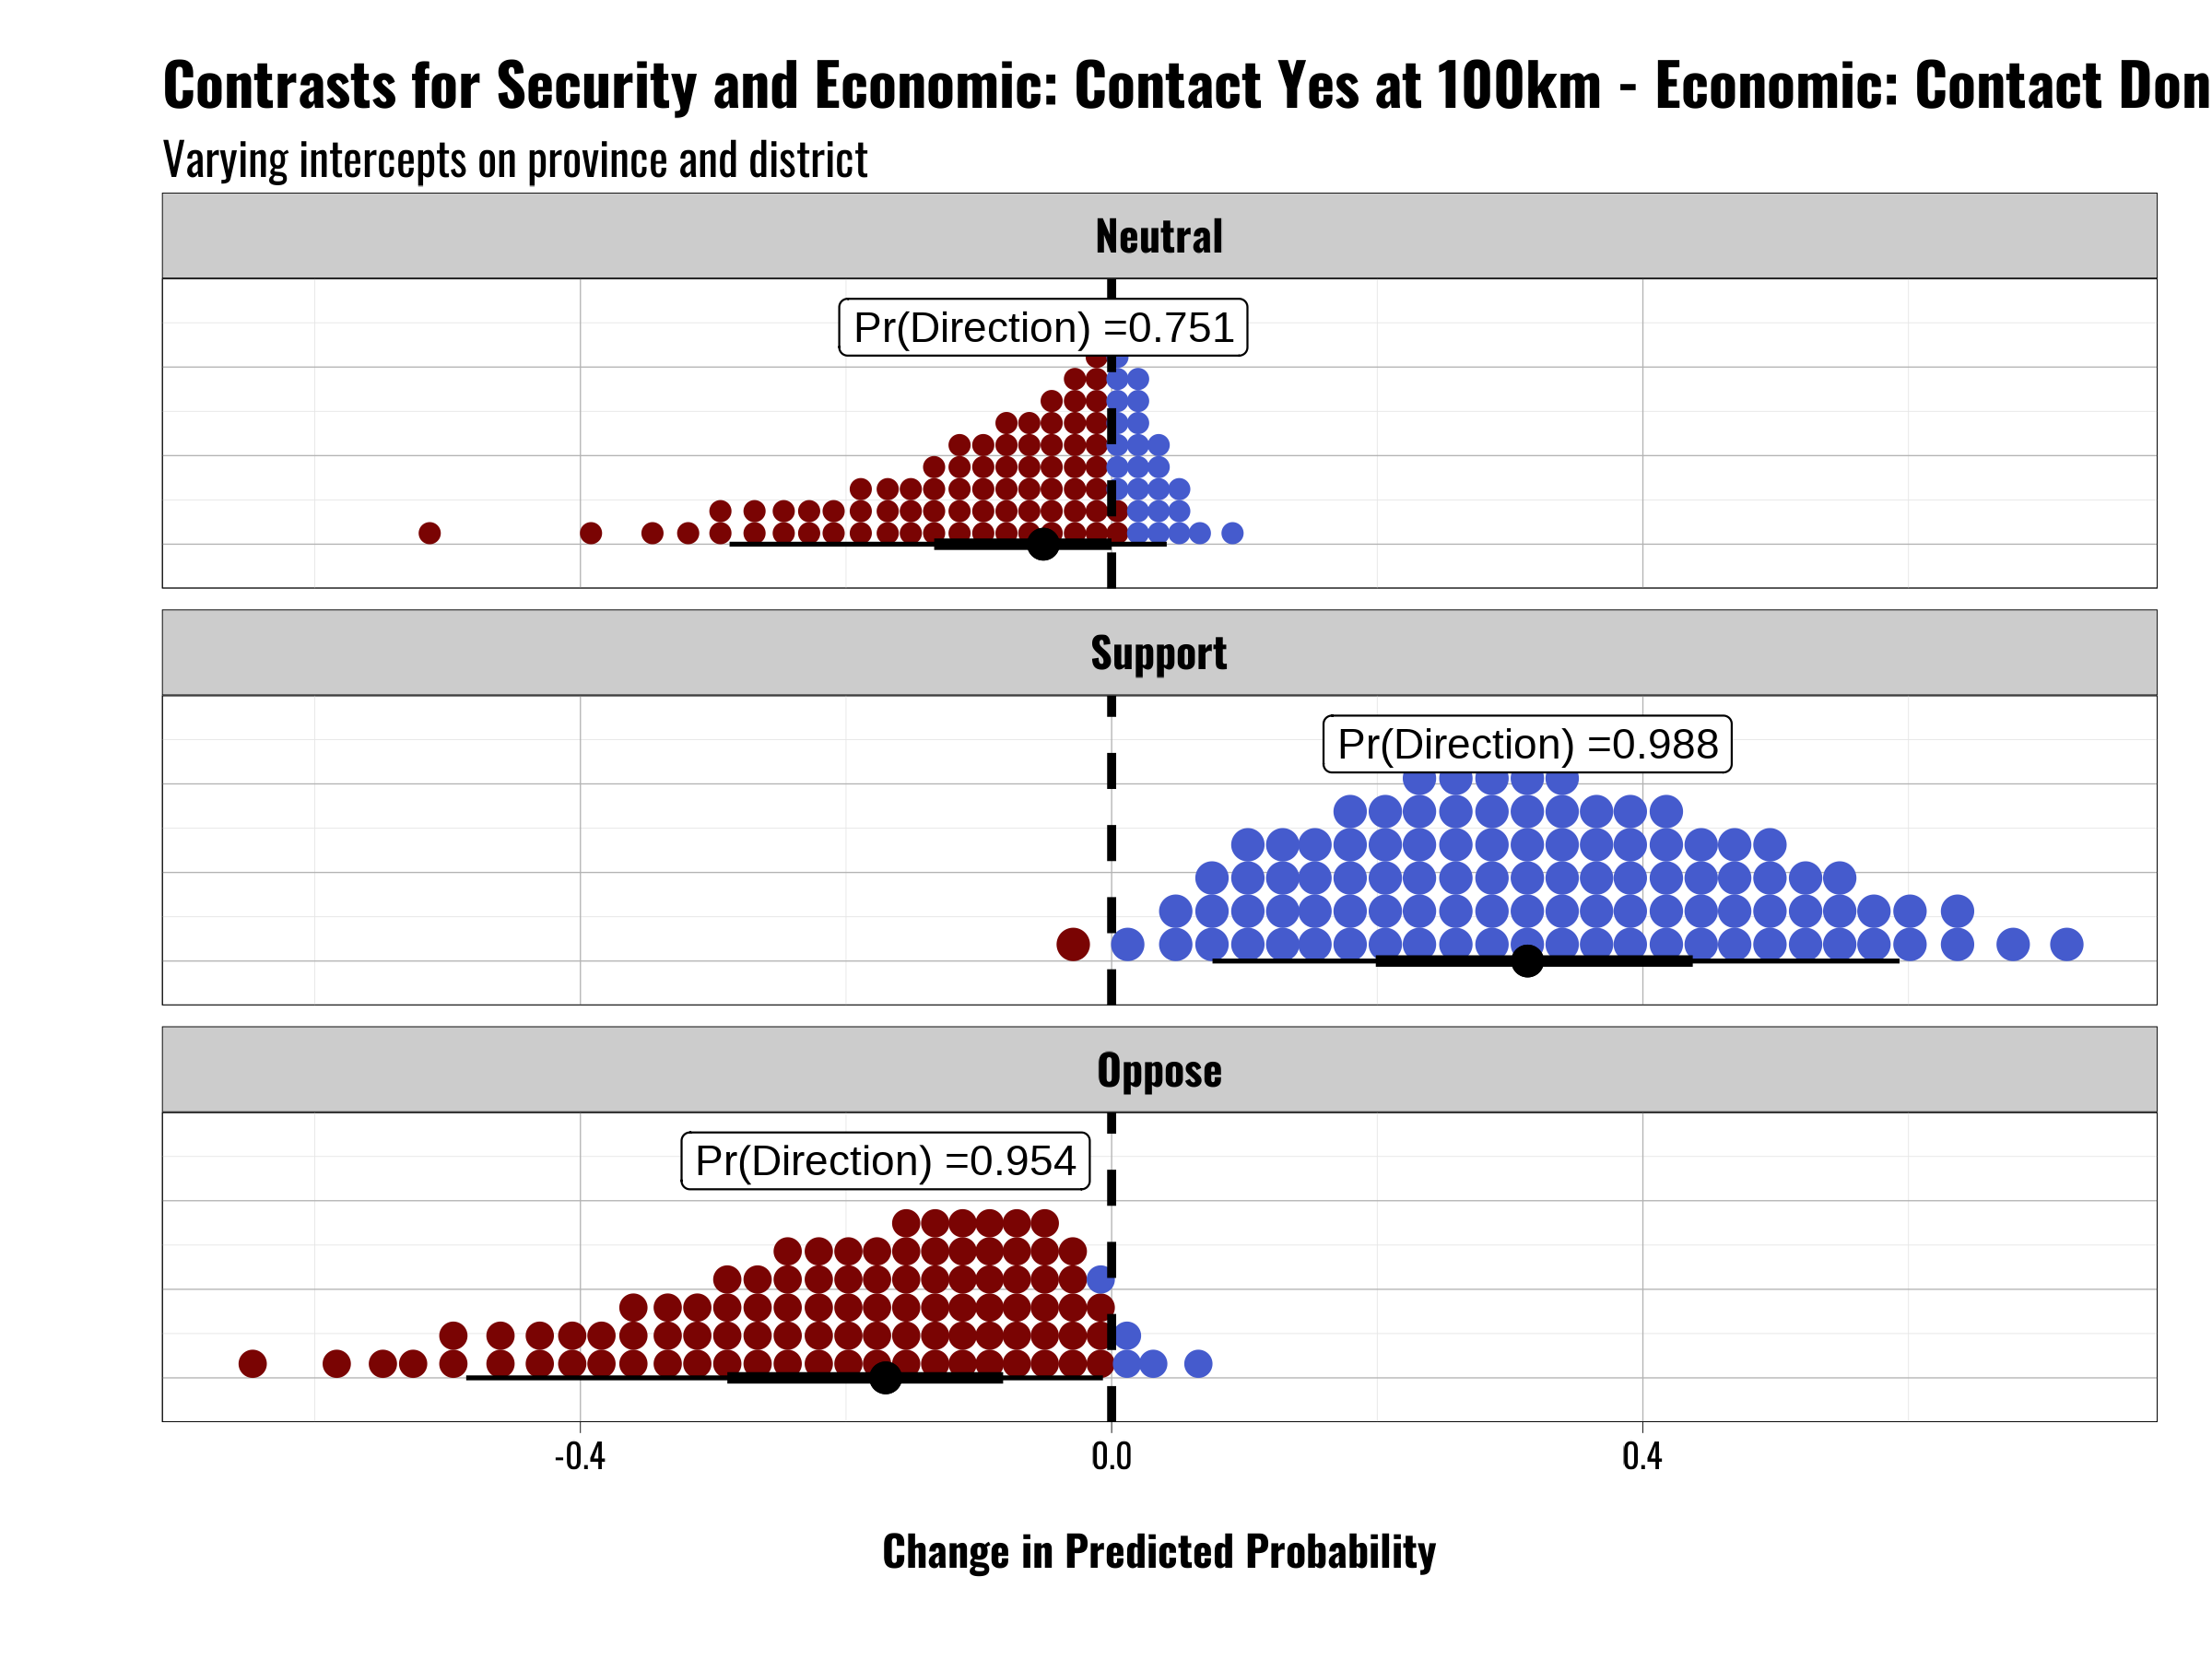 Contrasts for Security and Economic: Contact Yes at 100km - Economic: Contact Don
Varying intercepts on province and district
Neutral
Pr(Direction) =0.751
Support
Pr(Direction) =0.988
Oppose
Pr(Direction) =0.954
-0.4 0.0 0.4
Change in Predicted Probability